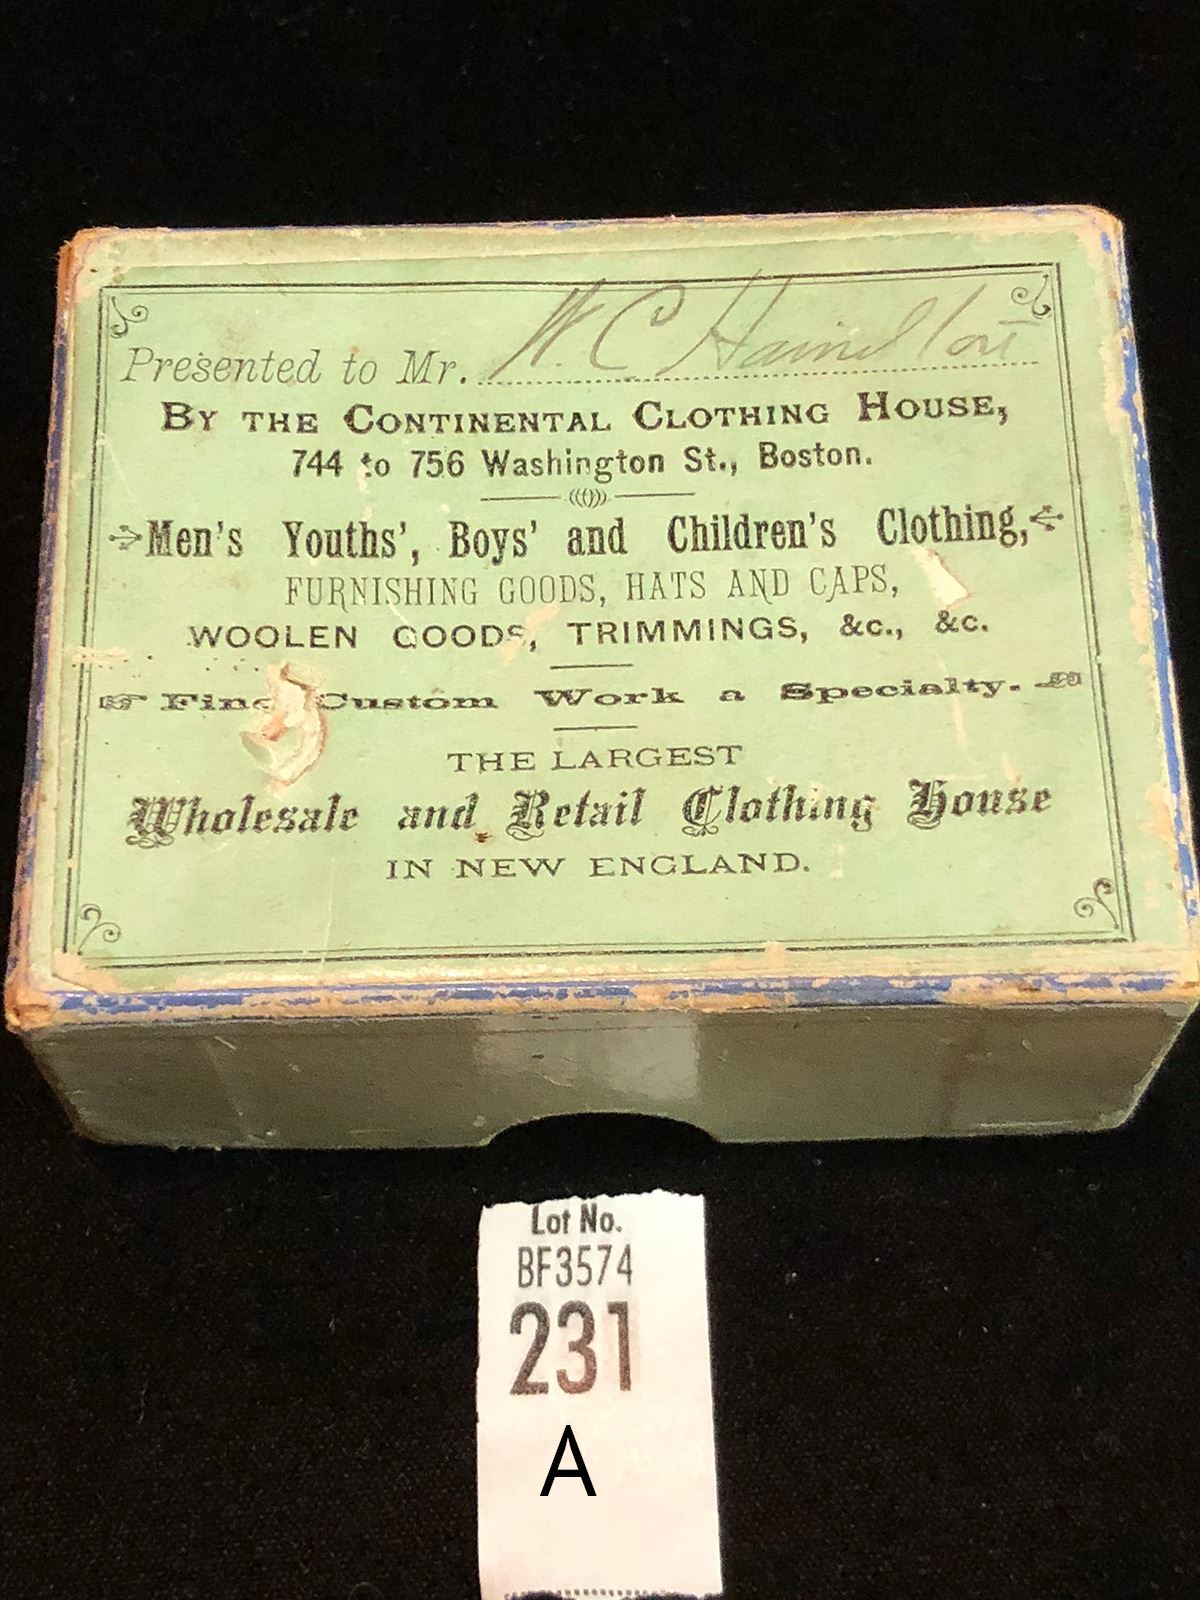 Presented to Mr. W. C. Hamilton
BY THE CONTINENTAL CLOTHING HOUSE,
744 to 756 Washington St., Boston.
Men's Youths', Boys' and Children's Clothing,
FURNISHING GOODS, HATS AND CAPS,
WOOLEN GOODS, TRIMMINGS, &c., &c.
Fine Custom Work a Specialty.
THE LARGEST
Wholesale and Retail Clothing House
IN NEW ENGLAND.
Lot No.
BF3574
231
A